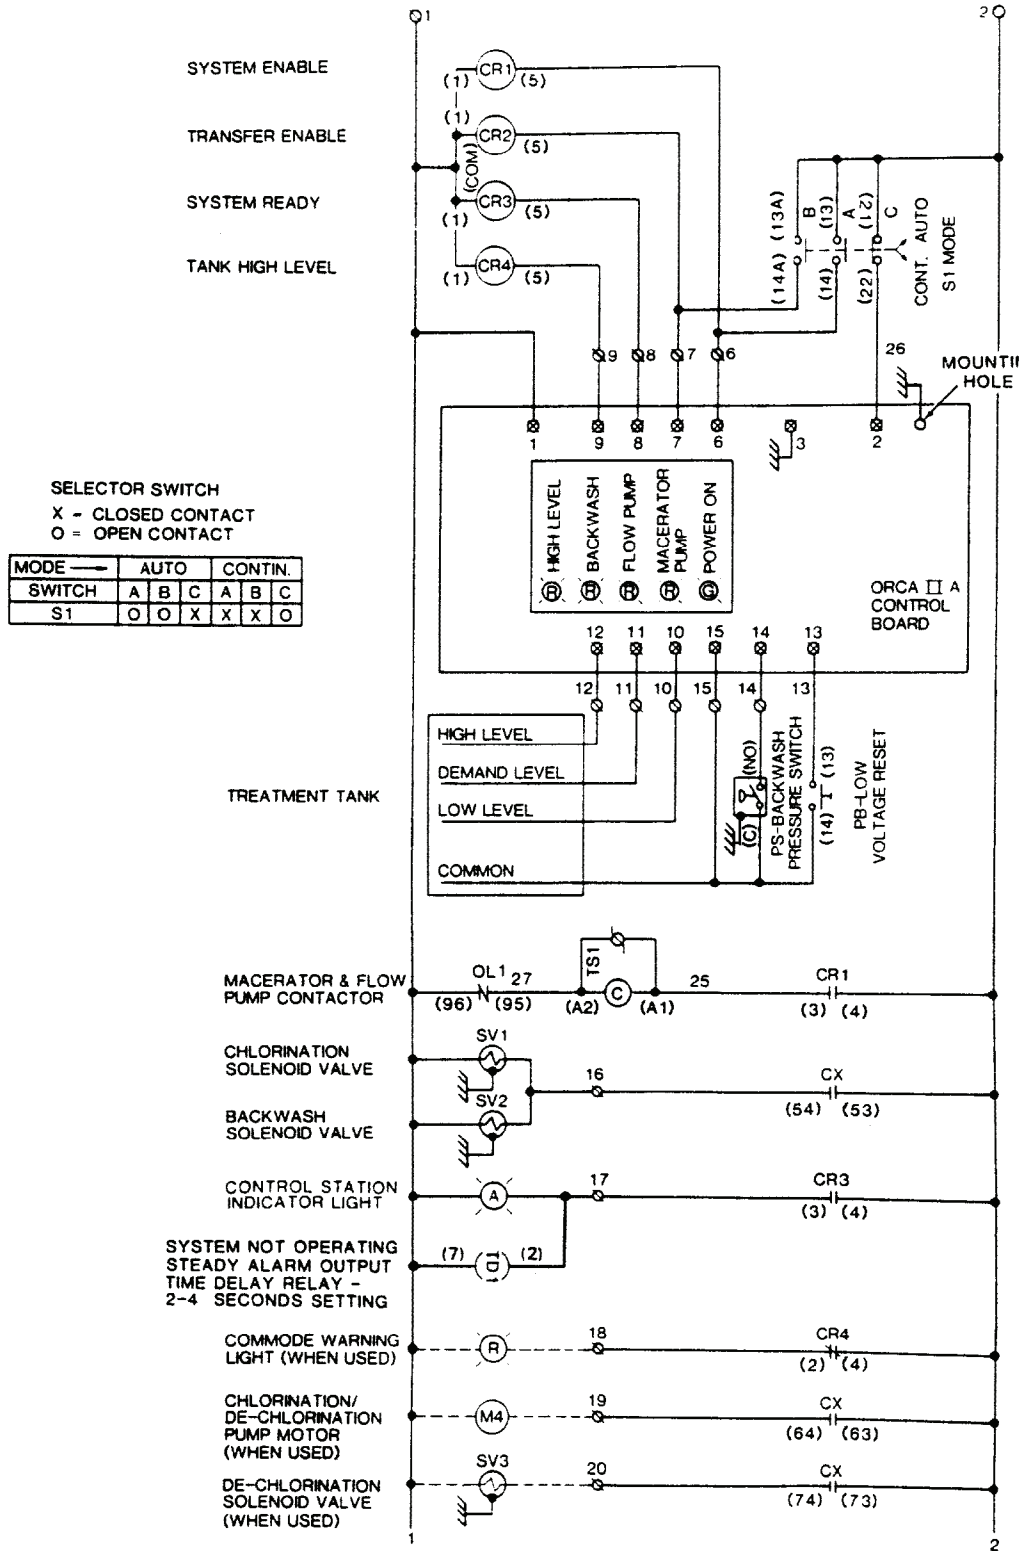 1
2
SYSTEM ENABLE
(1) CR1 (5)
(1)
TRANSFER ENABLE
CR2 (5)
(COM)
SYSTEM READY
(1) CR3 (5)
TANK HIGH LEVEL
(1) CR4 (5)
(13A) B (13) A (21) C
(14A) (14) (22)
CONT. AUTO
S1 MODE
9 8 7 6
26
MOUNTI
HOLE
1 9 8 7 6 3 2
SELECTOR SWITCH
X - CLOSED CONTACT
O = OPEN CONTACT
MODE AUTO CONTIN.
SWITCH A B C A B C
S1 O O X X X O
R HIGH LEVEL
R BACKWASH
R FLOW PUMP
R MACERATOR
PUMP
G POWER ON
ORCA II A
CONTROL
BOARD
12 11 10 15 14 13
12 11 10 15 14 13
TREATMENT TANK
HIGH LEVEL
DEMAND LEVEL
LOW LEVEL
COMMON
(NO)
(C)
PS-BACKWASH
PRESSURE SWITCH
(14) (13)
PB-LOW
VOLTAGE RESET
MACERATOR & FLOW
PUMP CONTACTOR
OL1 27 TS1 25 CR1
(96) (95) (A2) C (A1) (3) (4)
CHLORINATION
SOLENOID VALVE
SV1
16 CX
(54) (53)
BACKWASH
SOLENOID VALVE
SV2
CONTROL STATION
INDICATOR LIGHT
A 17 CR3
(3) (4)
SYSTEM NOT OPERATING
STEADY ALARM OUTPUT
TIME DELAY RELAY -
2-4 SECONDS SETTING
(7) (2)
COMMODE WARNING
LIGHT (WHEN USED)
R 18 CR4
(2) (4)
CHLORINATION/
DE-CHLORINATION
PUMP MOTOR
(WHEN USED)
M4 19 CX
(64) (63)
DE-CHLORINATION
SOLENOID VALVE
(WHEN USED)
SV3 20 CX
(74) (73)
1
2